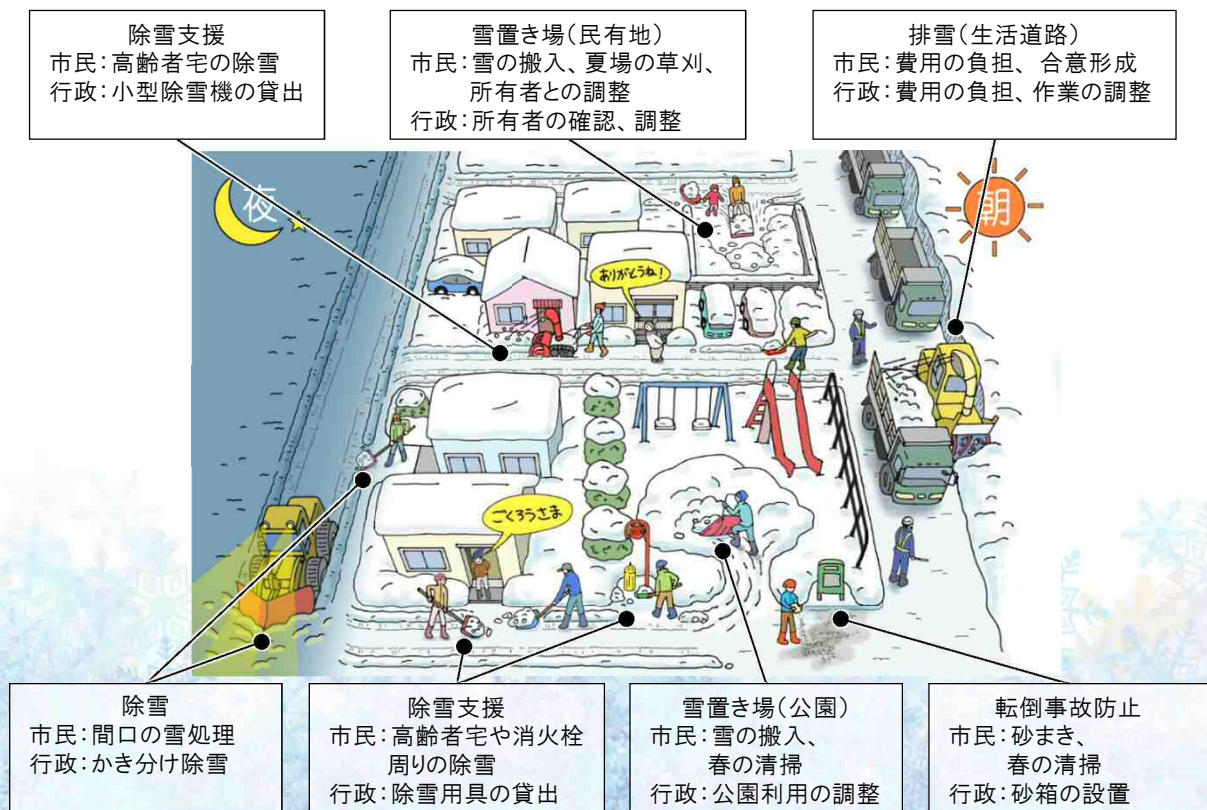 除雪支援
市民：高齢者宅の除雪
行政：小型除雪機の貸出
雪置き場（民有地）
市民：雪の搬入、夏場の草刈、
所有者との調整
行政：所有者の確認、調整
排雪（生活道路）
市民：費用の負担、合意形成
行政：費用の負担、作業の調整
夜
朝
ありがとうね！
ごくろうさま
除雪
市民：間口の雪処理
行政：かき分け除雪
除雪支援
市民：高齢者宅や消火栓
周りの除雪
行政：除雪用具の貸出
雪置き場（公園）
市民：雪の搬入、
春の清掃
行政：公園利用の調整
転倒事故防止
市民：砂まき、
春の清掃
行政：砂箱の設置